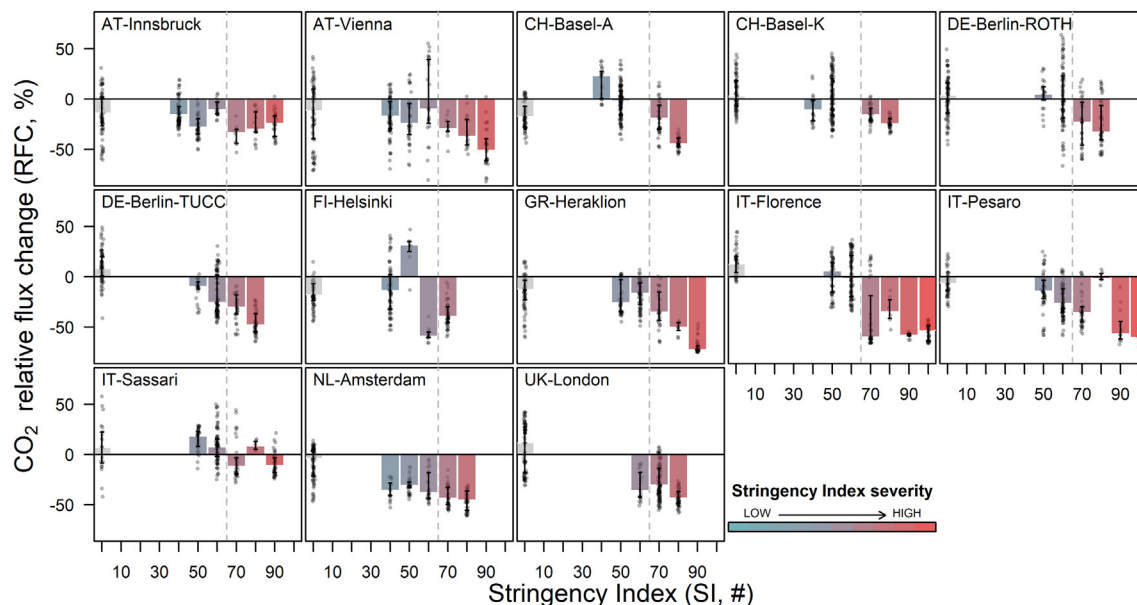 AT-Innsbruck AT-Vienna CH-Basel-A CH-Basel-K DE-Berlin-ROTH
50
0
-50
DE-Berlin-TUCC FI-Helsinki GR-Heraklion IT-Florence IT-Pesaro
50
0
-50
IT-Sassari NL-Amsterdam UK-London
50
0
-50
CO₂ relative flux change (RFC, %)
10 30 50 70 90 10 30 50 70 90
Stringency Index severity
LOW HIGH
10 30 50 70 90 10 30 50 70 90 10 30 50 70 90
Stringency Index (SI, #)